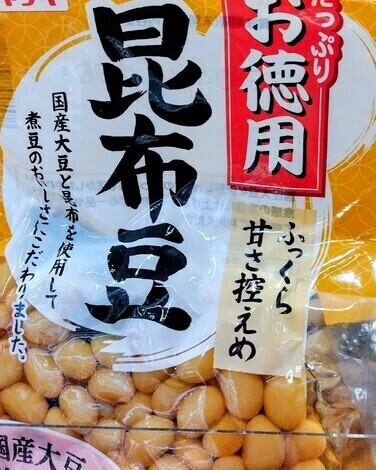 たっぷり
お徳用
昆布豆
国産大豆と昆布を使用して
煮豆のおいしさにこだわりました。
ふっくら
甘さ控えめ
国産大豆